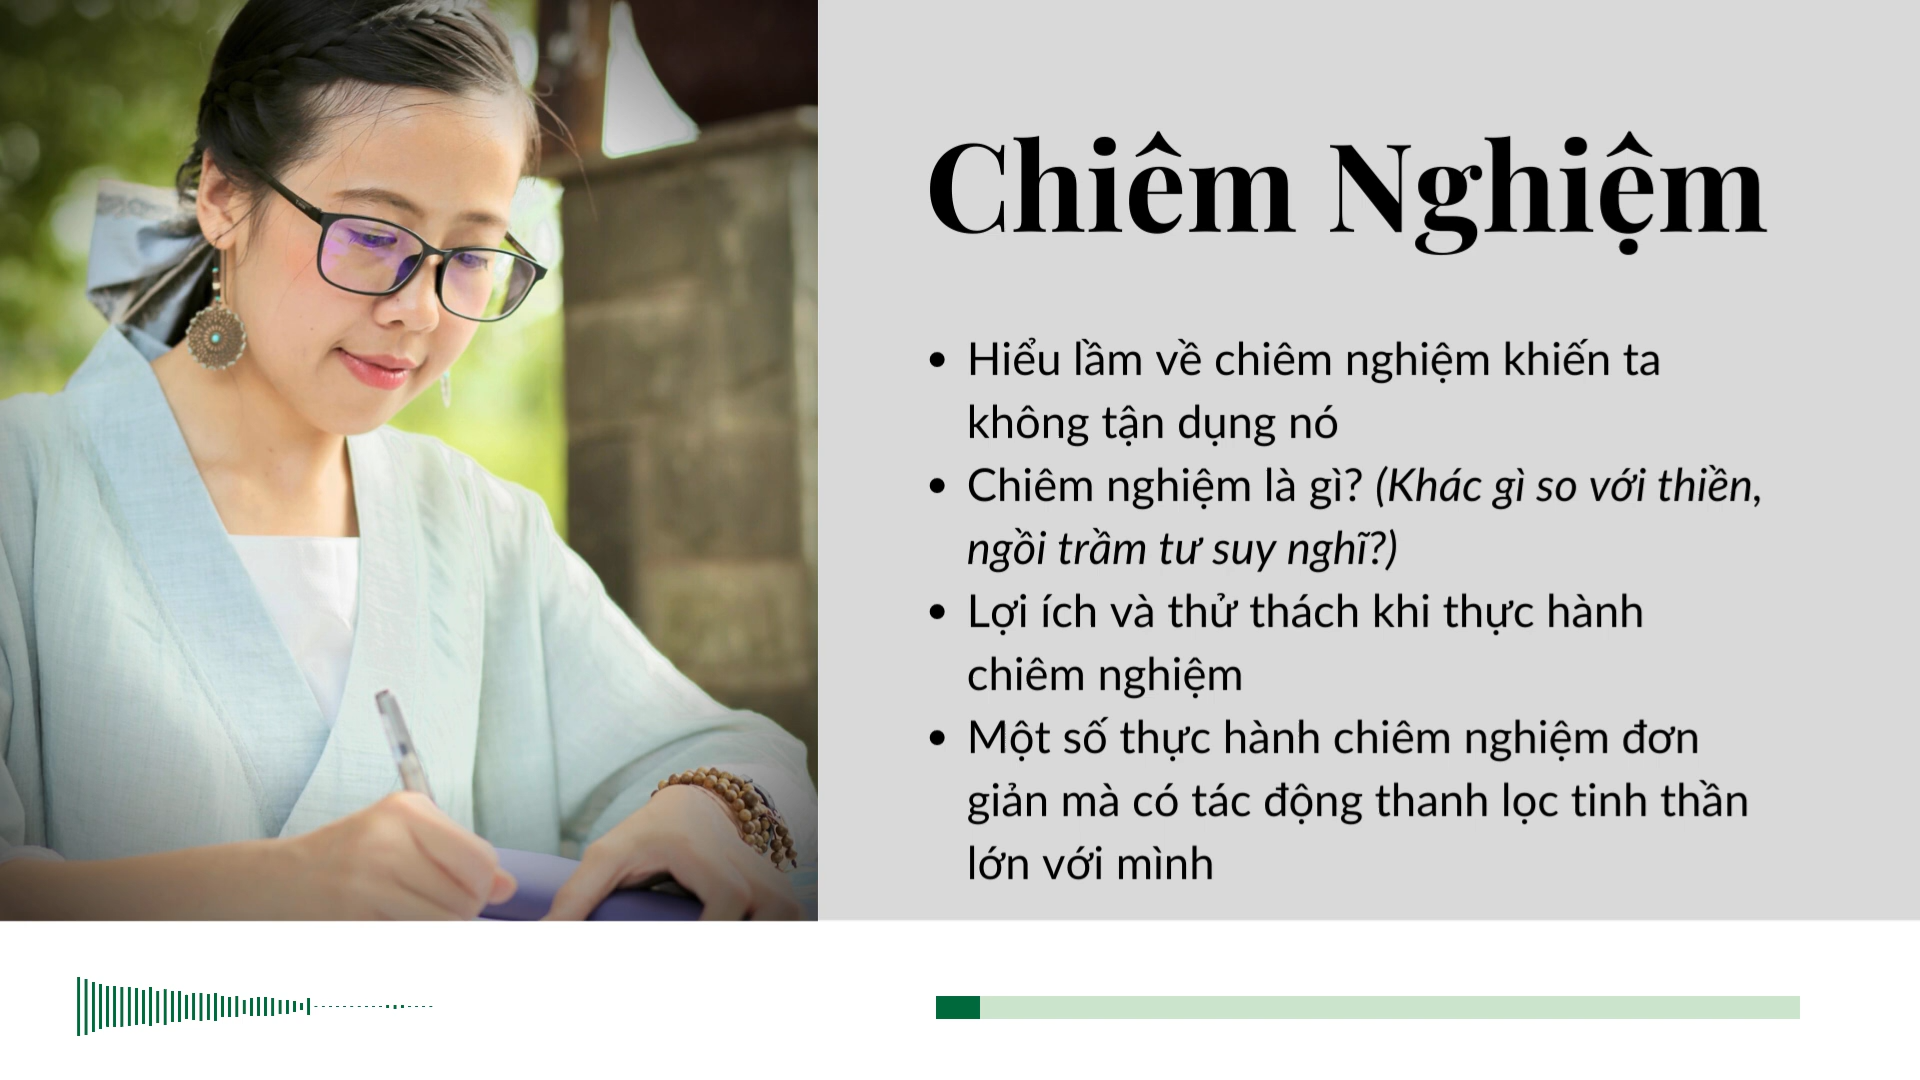 Chiêm Nghiệm
• Hiểu lầm về chiêm nghiệm khiến ta
không tận dụng nó
• Chiêm nghiệm là gì? (Khác gì so với thiền,
ngồi trầm tư suy nghĩ?)
• Lợi ích và thử thách khi thực hành
chiêm nghiệm
• Một số thực hành chiêm nghiệm đơn
giản mà có tác động thanh lọc tinh thần
lớn với mình